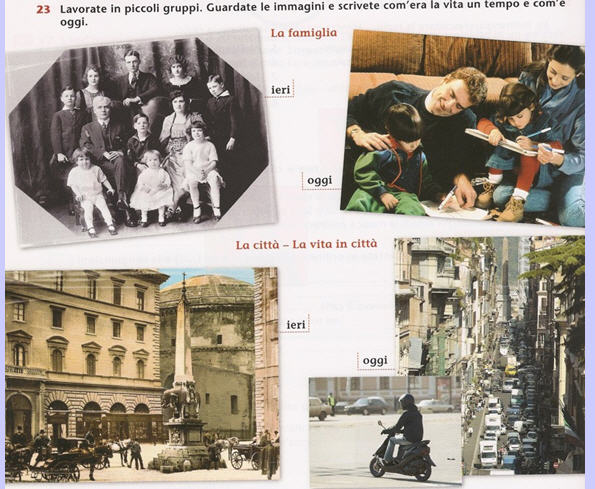 23 Lavorate in piccoli gruppi. Guardate le immagini e scrivete com'era la vita un tempo e com'è
oggi.
La famiglia
ieri
oggi
La città – La vita in città
ieri
oggi